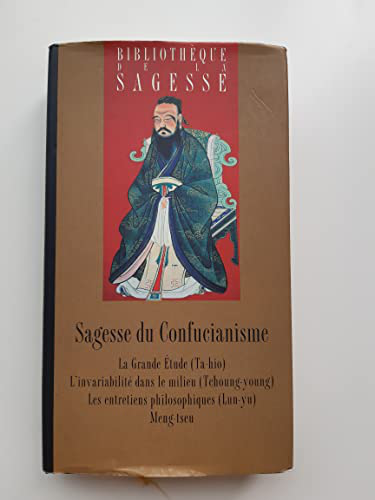 BIBLIOTHÈQUE
DE LA
SAGESSE
Sagesse du Confucianisme
La Grande Étude (Ta-hio)
L'invariabilité dans le milieu (Tchoung-young)
Les entretiens philosophiques (Lun-yu)
Meng-tseu